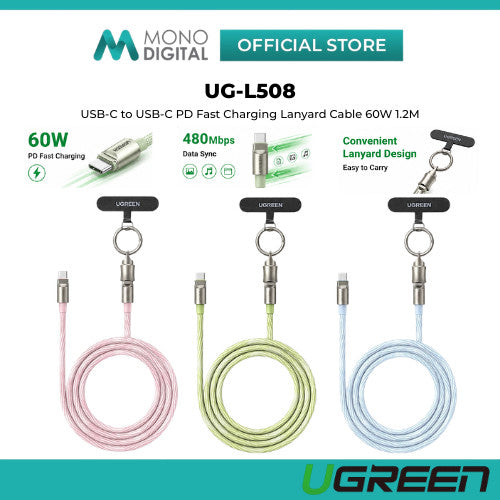 MONO
DIGITAL
OFFICIAL STORE
UG-L508
USB-C to USB-C PD Fast Charging Lanyard Cable 60W 1.2M
60W
PD Fast Charging
UGREEN
480Mbps
Data Sync
Convenient
Lanyard Design
Easy to Carry
UGREEN
UGREEN
UGREEN
UGREEN
UGREEN